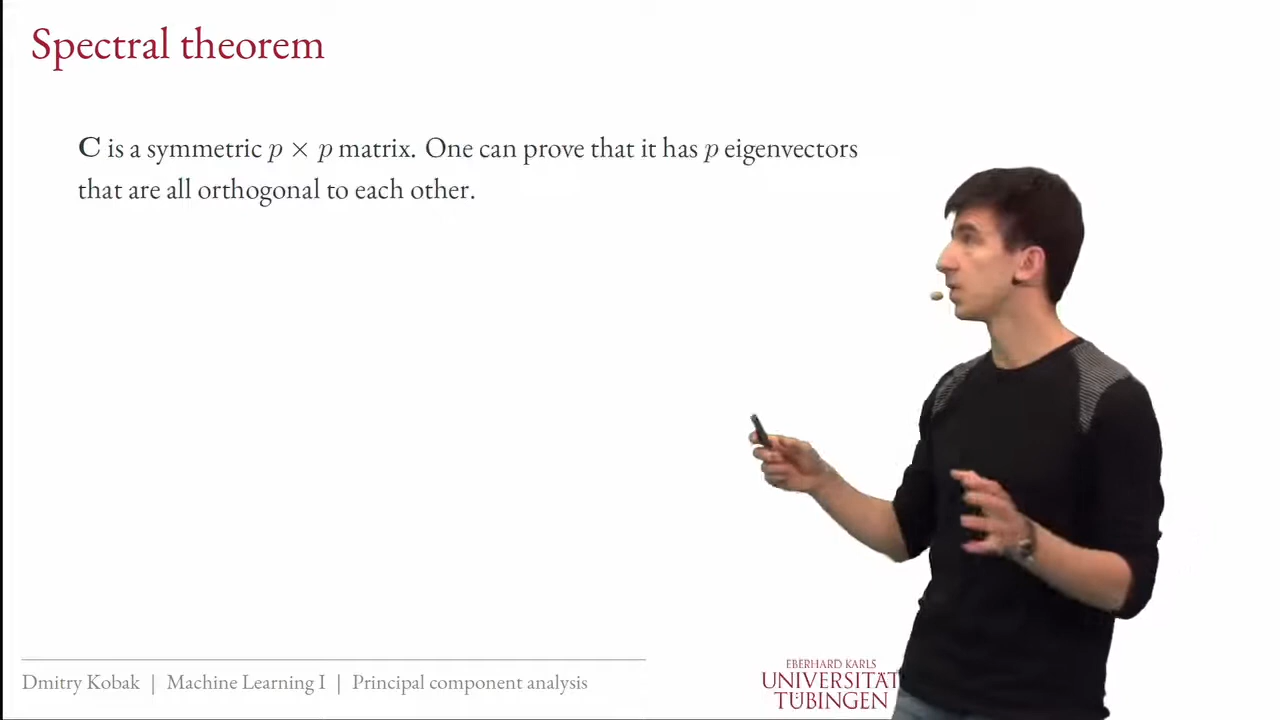 Spectral theorem
C is a symmetric p × p matrix. One can prove that it has p eigenvectors
that are all orthogonal to each other.
Dmitry Kobak | Machine Learning I | Principal component analysis
EBERHARD KARLS
UNIVERSITÄT
TÜBINGEN